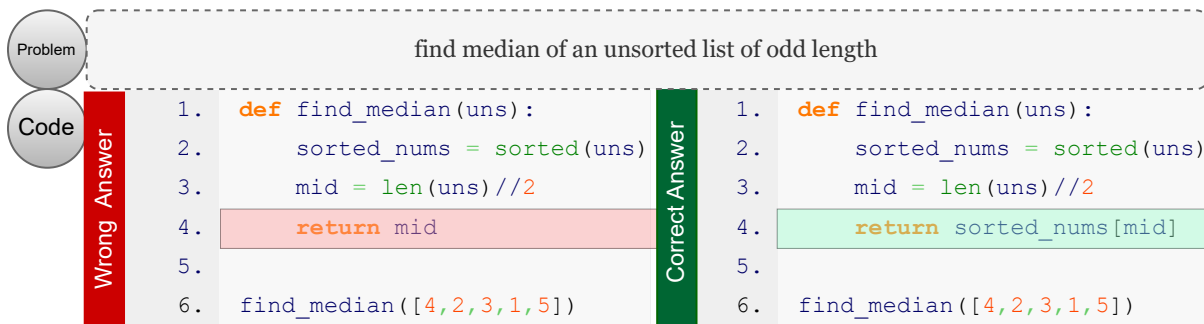 Problem
find median of an unsorted list of odd length
Code
Wrong Answer
1. def find_median(uns):
2. sorted_nums = sorted(uns)
3. mid = len(uns)//2
4. return mid
5.
6. find_median([4,2,3,1,5])
Correct Answer
1. def find_median(uns):
2. sorted_nums = sorted(uns)
3. mid = len(uns)//2
4. return sorted_nums[mid]
5.
6. find_median([4,2,3,1,5])